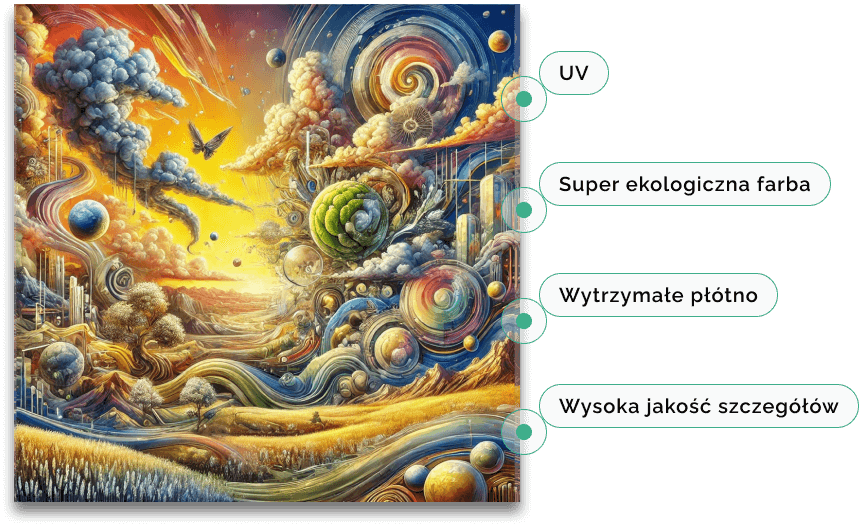 UV
Super ekologiczna farba
Wytrzymałe płótno
Wysoka jakość szczegółów